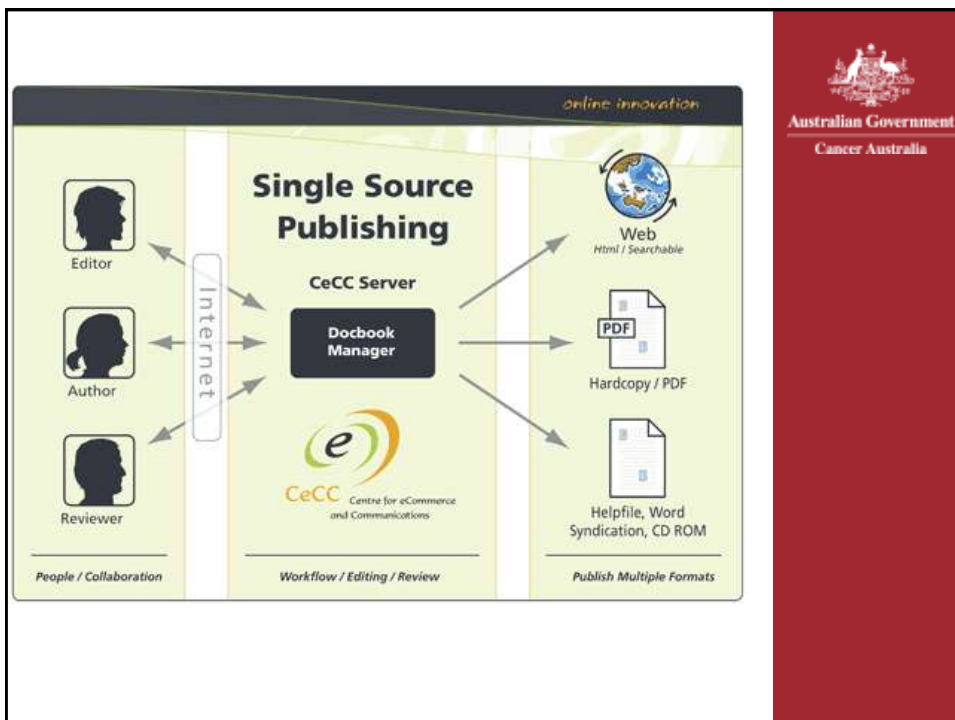 online innovation
Australian Government
Cancer Australia
Single Source
Publishing
CeCC Server
Docbook
Manager
Editor
Author
Reviewer
Internet
Web
Html / Searchable
PDF
Hardcopy / PDF
Helpfile, Word
Syndication, CD ROM
e
CeCC Centre for eCommerce
and Communications
People / Collaboration
Workflow / Editing / Review
Publish Multiple Formats